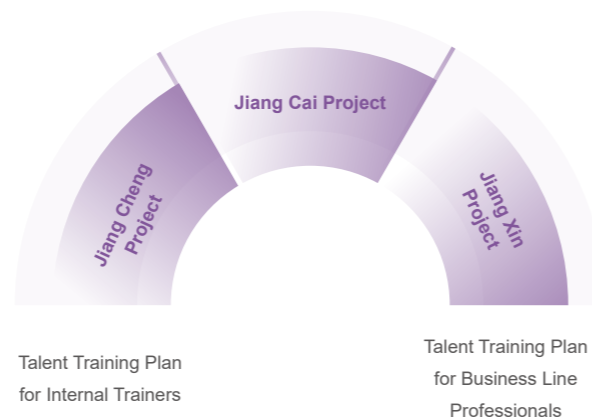 Jiang Cai Project
Jiang Cheng
Project
Jiang Xin
Project
Talent Training Plan
for Internal Trainers
Talent Training Plan
for Business Line
Professionals